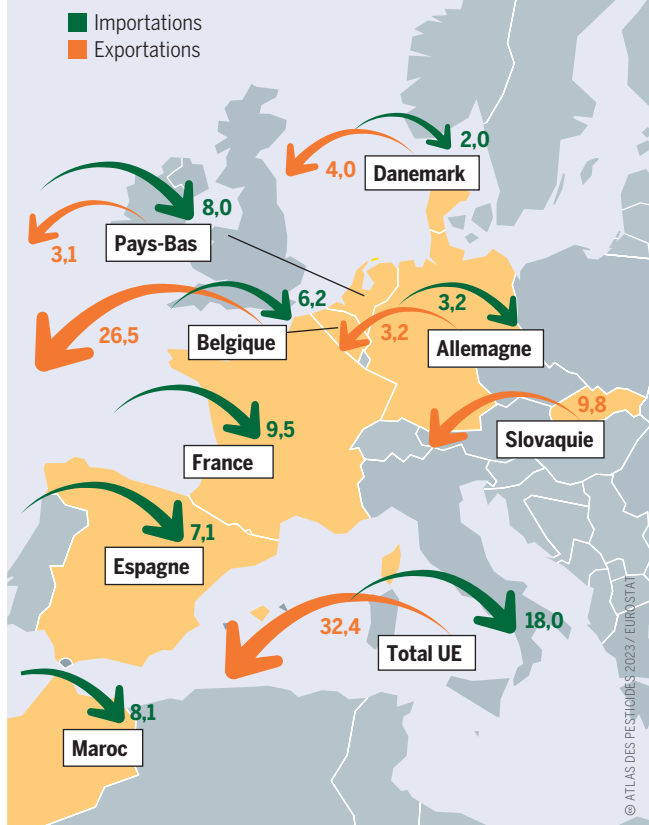 Importations
Exportations
2,0
4,0
Danemark
8,0
3,1
Pays-Bas
6,2
26,5
Belgique
3,2
3,2
Allemagne
9,8
Slovaquie
9,5
France
7,1
Espagne
32,4
18,0
Total UE
8,1
Maroc
@ ATLAS DES PESTICIDES 2023 / EUROSTAT